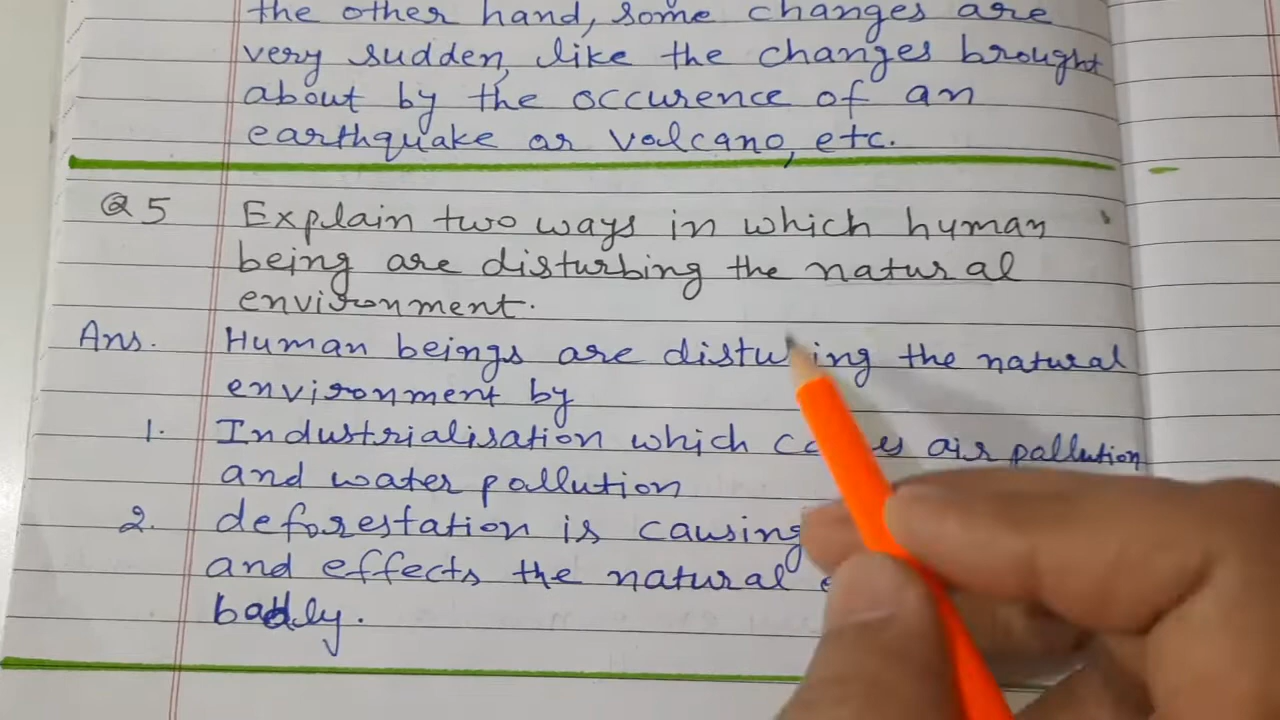 the other hand, some changes are
very sudden, like the changes brought
about by the occurence of an
earthquake or volcano, etc.
Q5 Explain two ways in which human
being are disturbing the natural
environment.
Ans. Human beings are the natural
environment by
1. Industrialisation which air pollution
and water pollution
2. deforestation is causing
and effects the natural
badly.